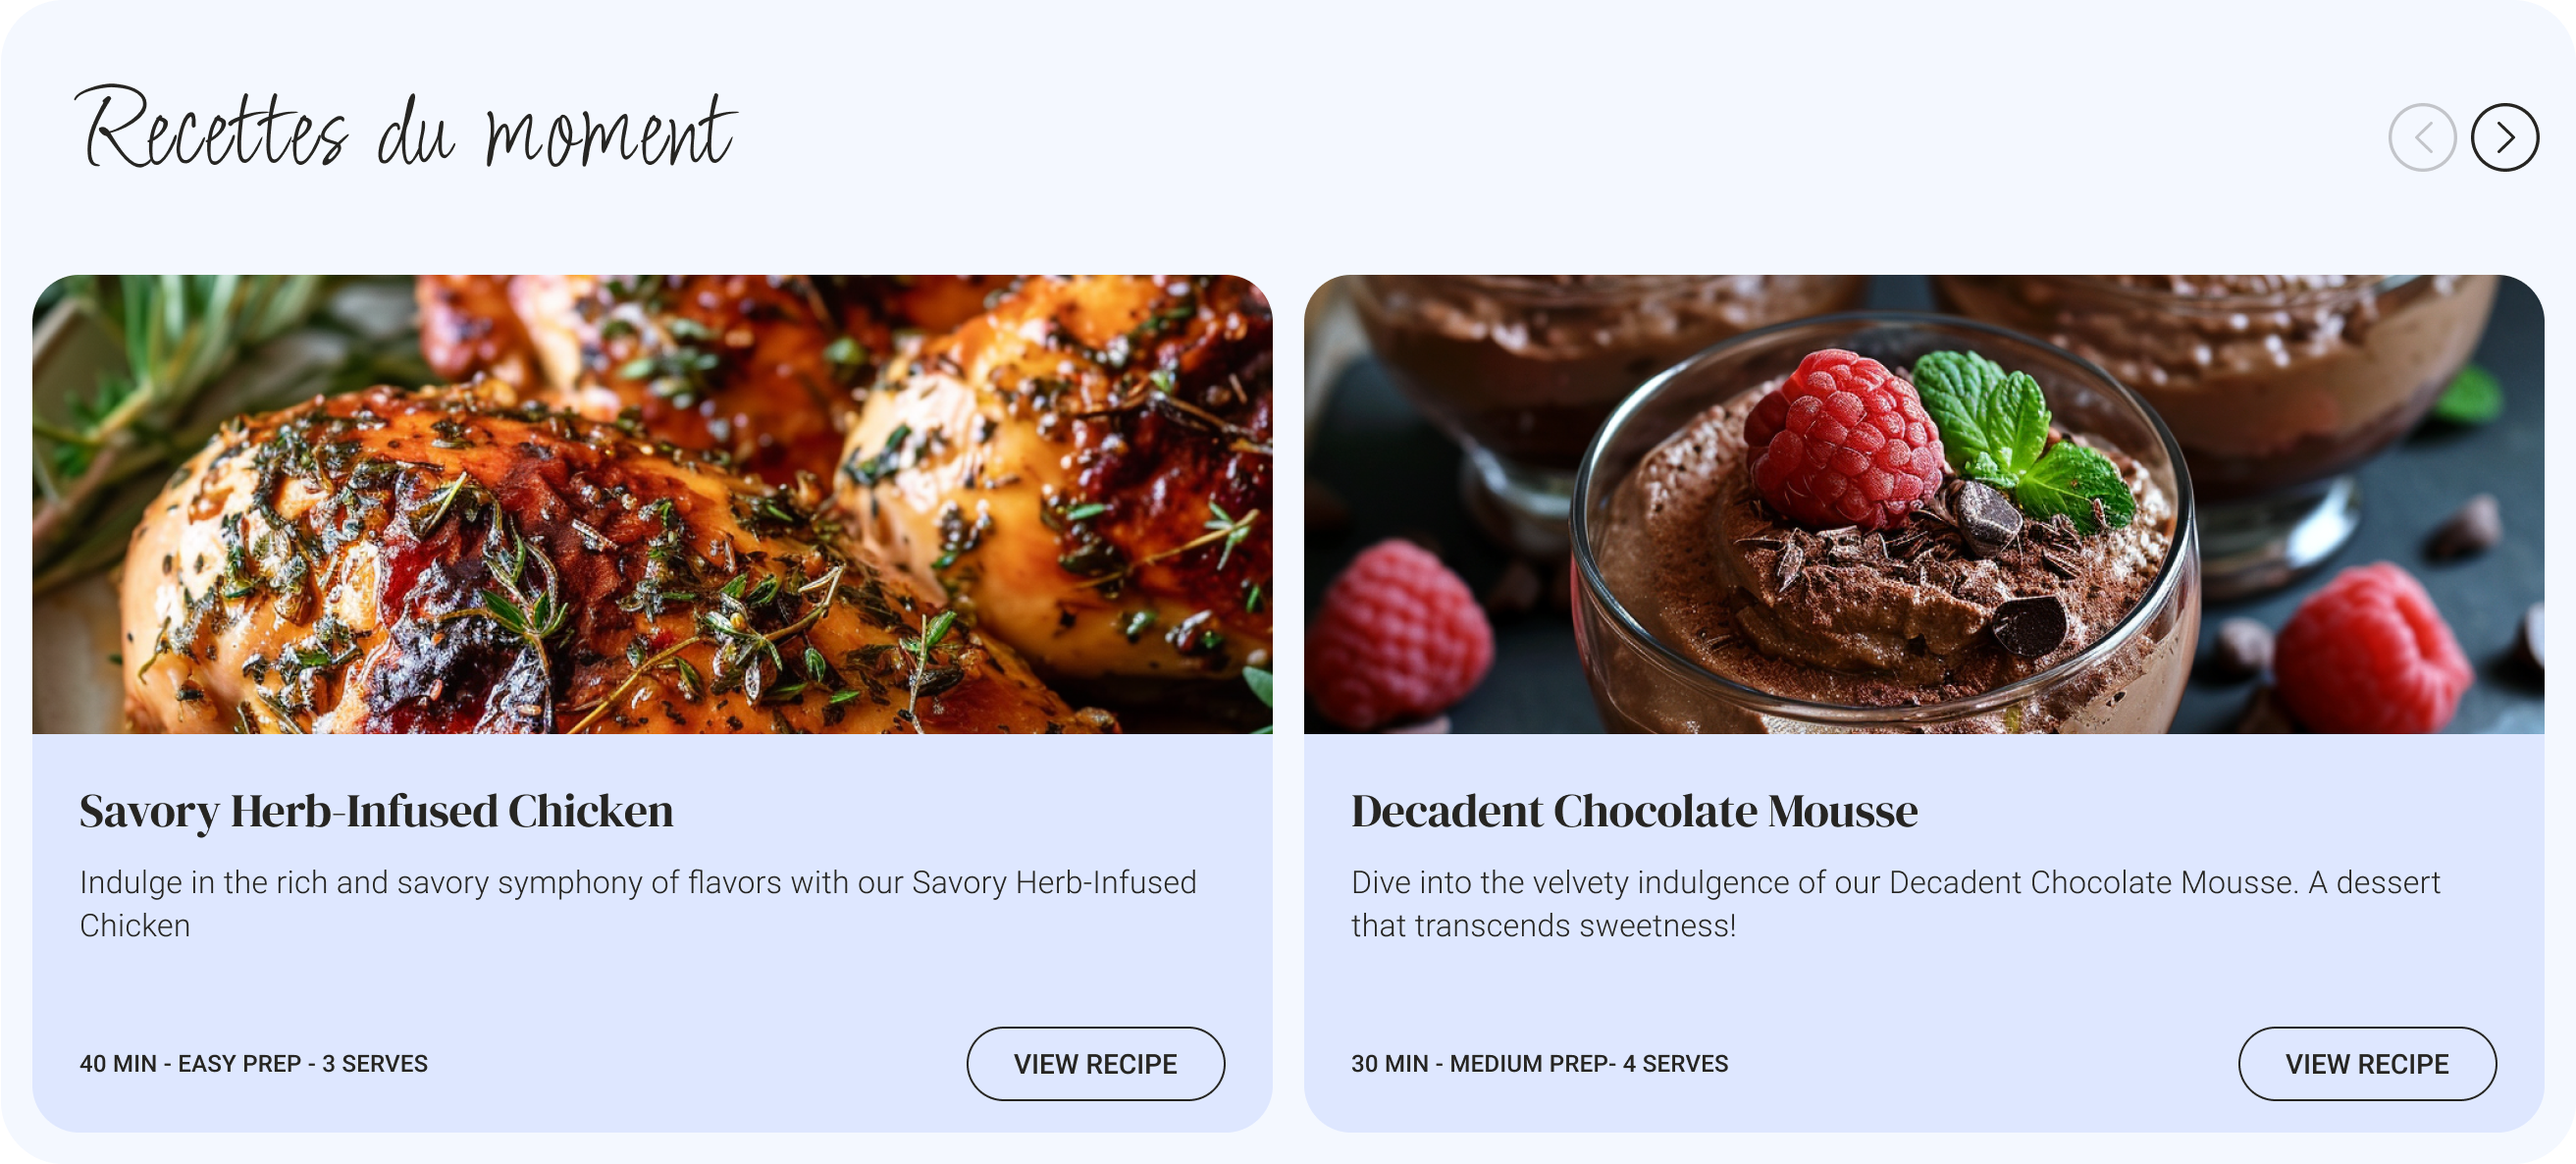 Recettes du moment
Savory Herb-Infused Chicken
Indulge in the rich and savory symphony of flavors with our Savory Herb-Infused
Chicken
40 MIN - EASY PREP - 3 SERVES
VIEW RECIPE
Decadent Chocolate Mousse
Dive into the velvety indulgence of our Decadent Chocolate Mousse. A dessert
that transcends sweetness!
30 MIN - MEDIUM PREP- 4 SERVES
VIEW RECIPE